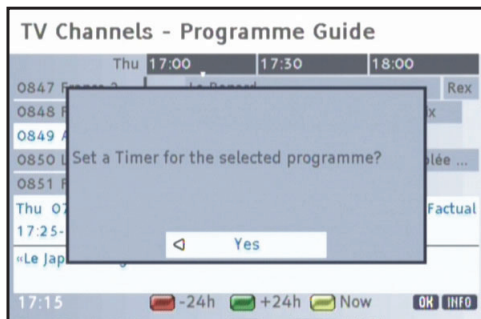 TV Channels - Programme Guide
Thu 17:00 17:30 18:00
0847 France 2 Le Regard Rex
0848 F x
0849 A
0850 L blée ...
0851 F
Set a Timer for the selected programme?
Yes
Thu 07 Factual
17:25-
«Le Jap
17:15 -24h +24h Now OK INFO